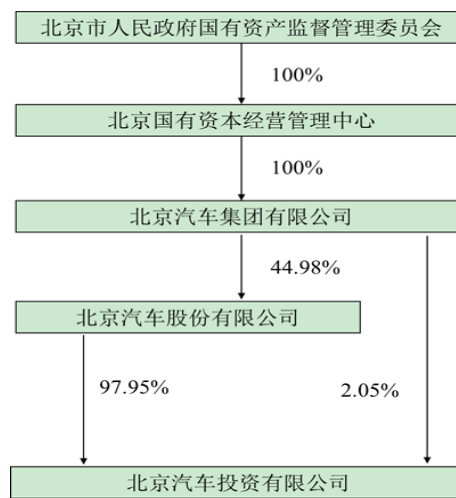 北京市人民政府国有资产监督管理委员会
100%
北京国有资本经营管理中心
100%
北京汽车集团有限公司
44.98%
北京汽车股份有限公司
97.95%
2.05%
北京汽车投资有限公司